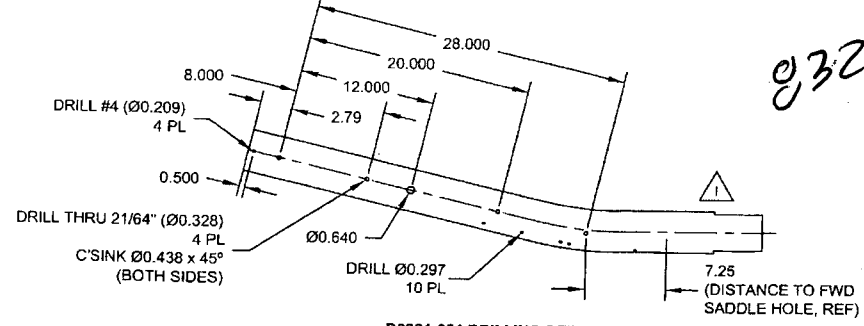 28.000
20.000
8.000
12.000
2.79
DRILL #4 (Ø0.209)
4 PL
0.500
DRILL THRU 21/64" (Ø0.328)
4 PL
C'SINK Ø0.438 x 45°
(BOTH SIDES)
Ø0.640
DRILL Ø0.297
10 PL
1
7.25
(DISTANCE TO FWD
SADDLE HOLE, REF)
832